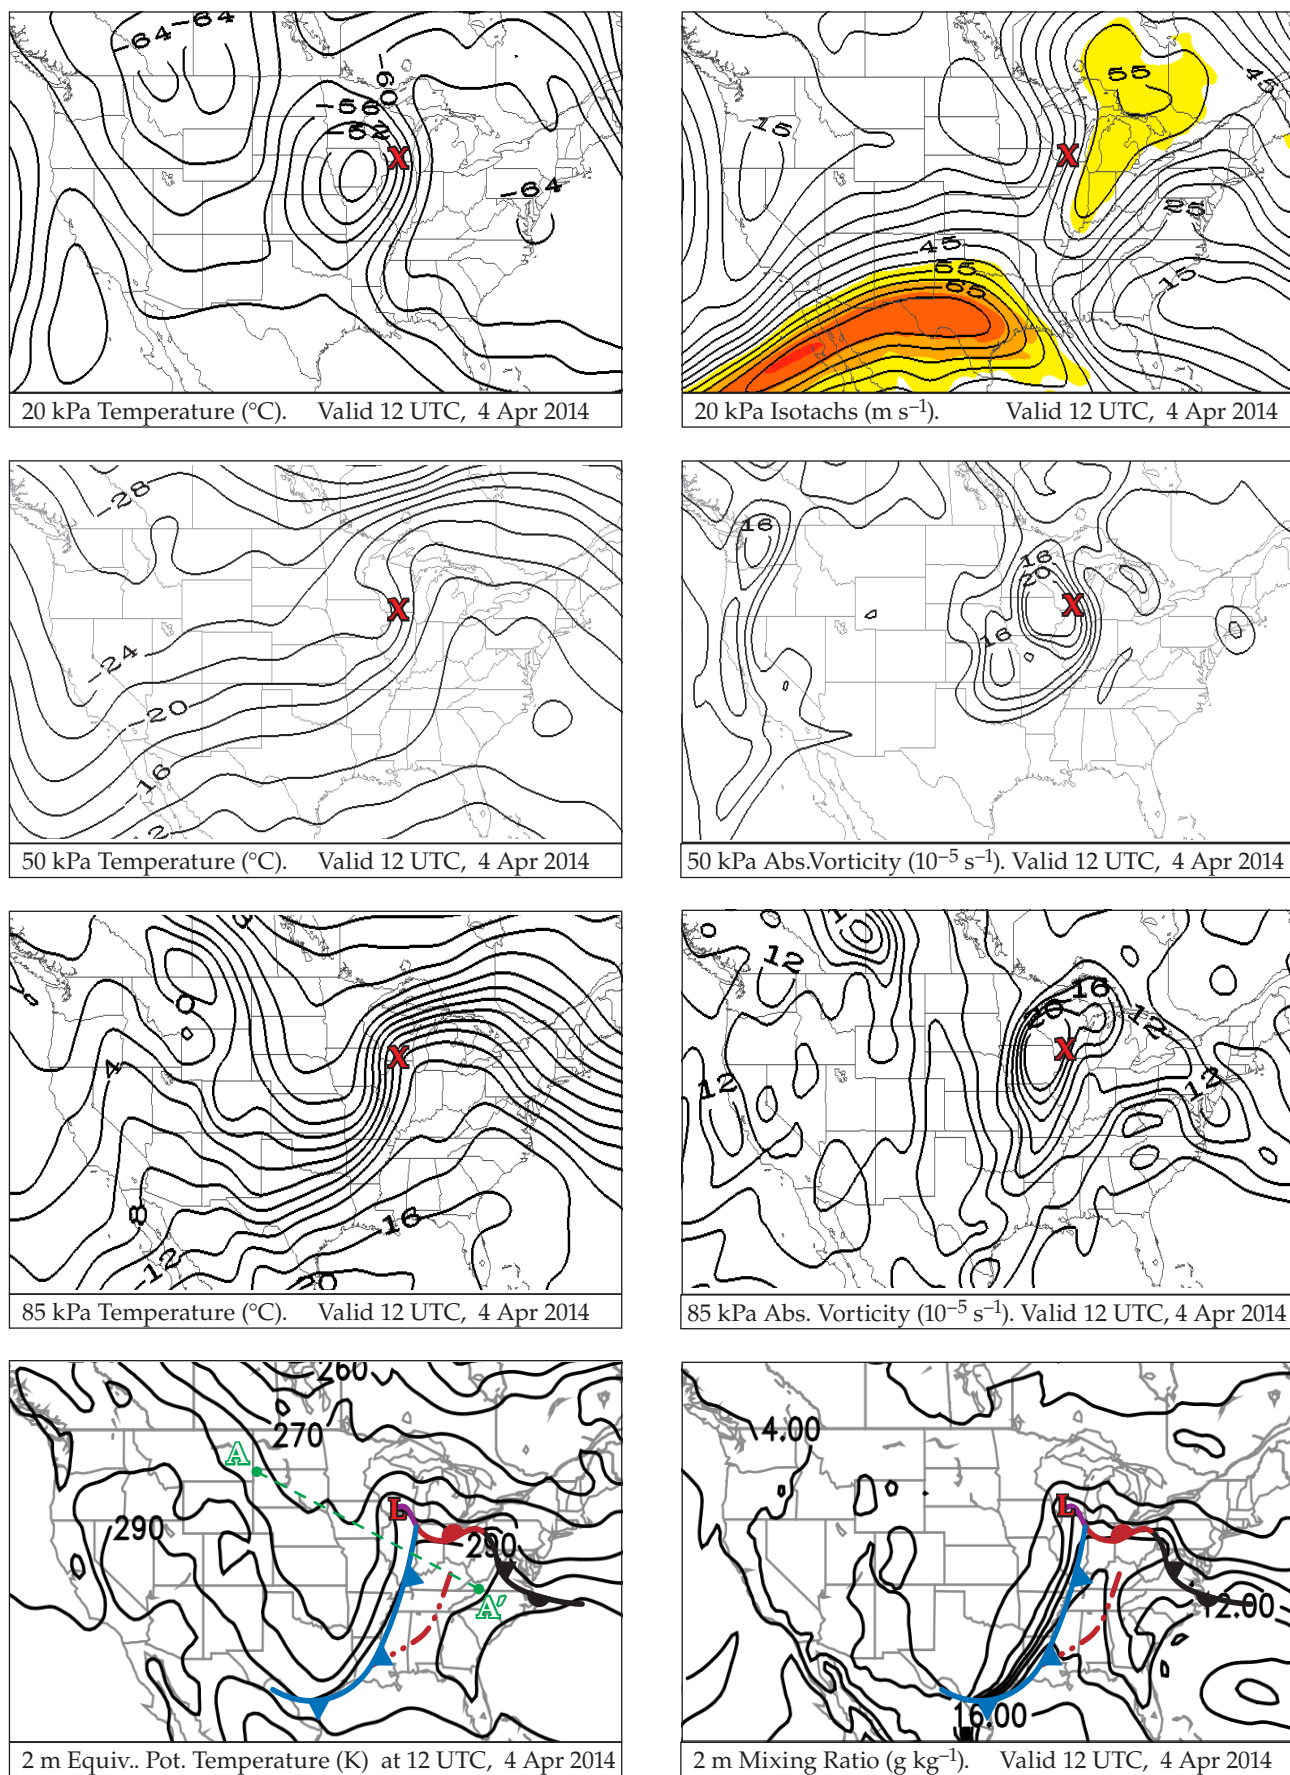 -64 -64
-60
-56
-52
X
-64
20 kPa Temperature (°C). Valid 12 UTC, 4 Apr 2014
55
45
15
X
25
45
55
65
15
20 kPa Isotachs (m s⁻¹). Valid 12 UTC, 4 Apr 2014
-28
X
-24
-20
-16
50 kPa Temperature (°C). Valid 12 UTC, 4 Apr 2014
16
16
20
X
16
50 kPa Abs.Vorticity (10⁻⁵ s⁻¹). Valid 12 UTC, 4 Apr 2014
0
4
X
8
16
12
20
85 kPa Temperature (°C). Valid 12 UTC, 4 Apr 2014
12
16
20
12
X
12
12
85 kPa Abs. Vorticity (10⁻⁵ s⁻¹). Valid 12 UTC, 4 Apr 2014
260
270
A
L
290
290
A′
2 m Equiv.. Pot. Temperature (K) at 12 UTC, 4 Apr 2014
4.00
L
12.00
16.00
2 m Mixing Ratio (g kg⁻¹). Valid 12 UTC, 4 Apr 2014